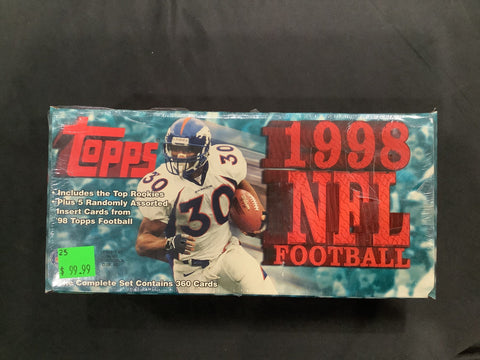 Topps
1998
NFL
FOOTBALL
30
30
Includes the Top Rookies
Plus 5 Randomly Assorted
Insert Cards from
98 Topps Football
25
$ 99.99
Complete Set Contains 360 Cards